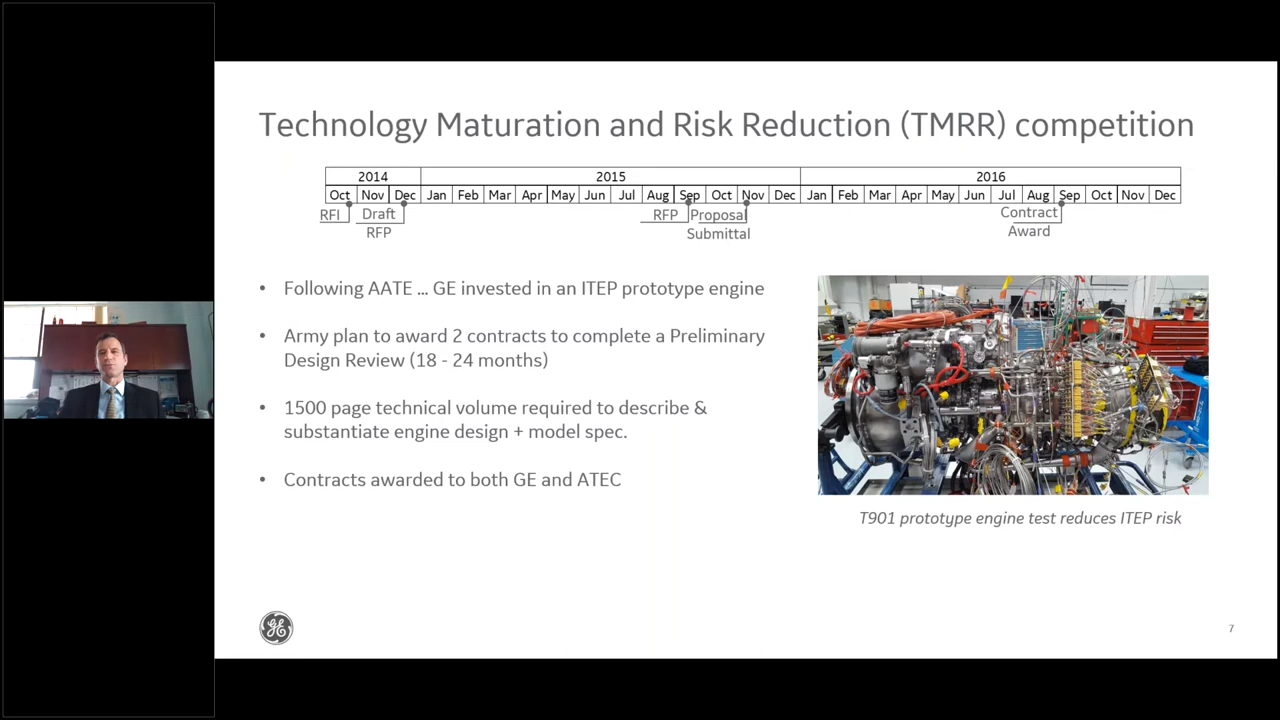 Technology Maturation and Risk Reduction (TMRR) competition
2014 2015 2016
Oct Nov Dec Jan Feb Mar Apr May Jun Jul Aug Sep Oct Nov Dec Jan Feb Mar Apr May Jun Jul Aug Sep Oct Nov Dec
RFI Draft RFP Proposal Contract
RFP Submittal Award
• Following AATE ... GE invested in an ITEP prototype engine
• Army plan to award 2 contracts to complete a Preliminary
Design Review (18 - 24 months)
• 1500 page technical volume required to describe &
substantiate engine design + model spec.
• Contracts awarded to both GE and ATEC
T901 prototype engine test reduces ITEP risk
GE
7